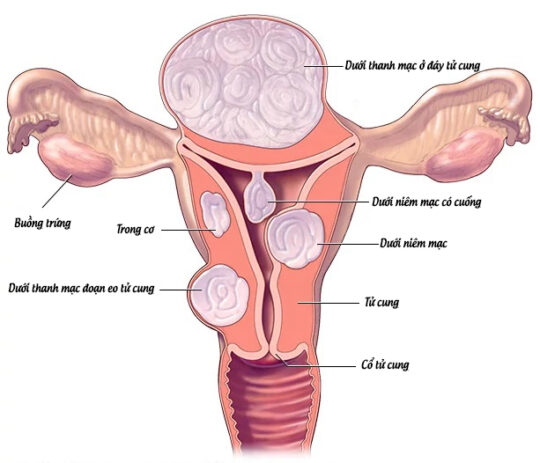 Dưới thanh mạc ở đáy tử cung
Dưới niêm mạc có cuống
Buồng trứng
Trong cơ
Dưới niêm mạc
Dưới thanh mạc đoạn eo tử cung
Tử cung
Cổ tử cung